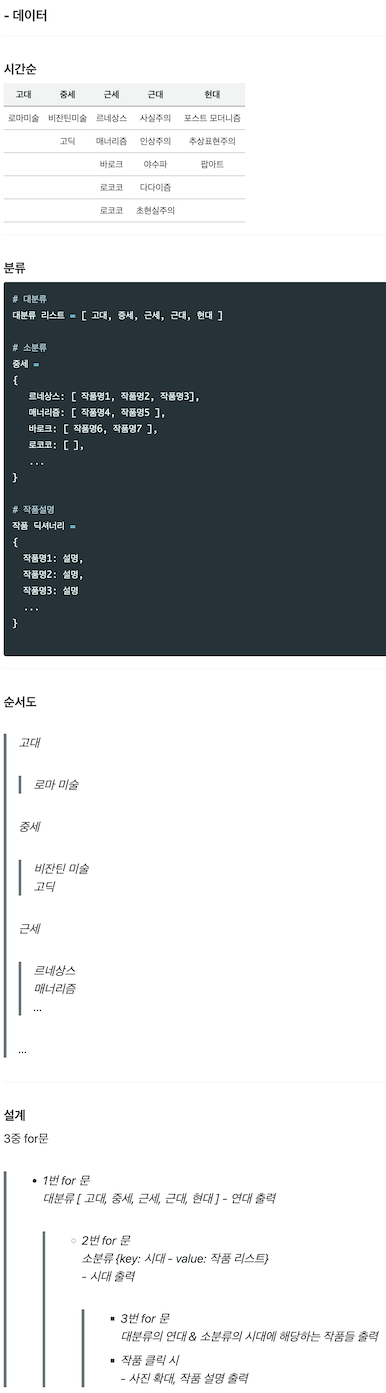 - 데이터
시간순
고대 중세 근세 근대 현대
로마미술 비잔틴미술 르네상스 사실주의 포스트 모더니즘
고딕 매너리즘 인상주의 추상표현주의
바로크 야수파 팝아트
로코코 다다이즘
로코코 초현실주의
분류
# 대분류
대분류 리스트 = [ 고대, 중세, 근세, 근대, 현대 ]
# 소분류
중세 =
{
르네상스: [ 작품명1, 작품명2, 작품명3],
매너리즘: [ 작품명4, 작품명5 ],
바로크: [ 작품명6, 작품명7 ],
로코코: [ ],
...
}
# 작품설명
작품 딕셔너리 =
{
작품명1: 설명,
작품명2: 설명,
작품명3: 설명
...
}
순서도
고대
로마 미술
중세
비잔틴 미술
고딕
근세
르네상스
매너리즘
...
...
설계
3중 for문
• 1번 for 문
대분류 [ 고대, 중세, 근세, 근대, 현대 ] - 연대 출력
◦ 2번 for 문
소분류 {key: 시대 - value: 작품 리스트}
- 시대 출력
▪ 3번 for 문
대분류의 연대 & 소분류의 시대에 해당하는 작품들 출력
▪ 작품 클릭 시
- 사진 확대, 작품 설명 출력